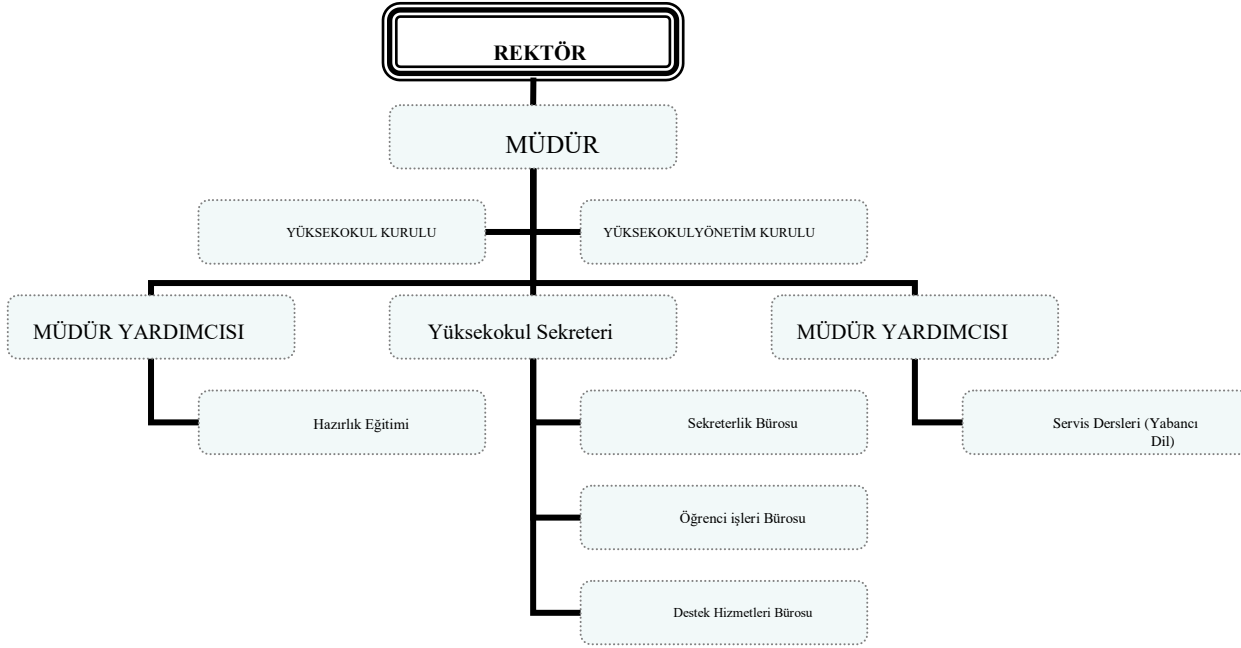 REKTÖR
MÜDÜR
YÜKSEKOKUL KURULU
YÜKSEKOKULYÖNETİM KURULU
MÜDÜR YARDIMCISI
Yüksekokul Sekreteri
MÜDÜR YARDIMCISI
Hazırlık Eğitimi
Sekreterlik Bürosu
Servis Dersleri (Yabancı
Dil)
Öğrenci işleri Bürosu
Destek Hizmetleri Bürosu